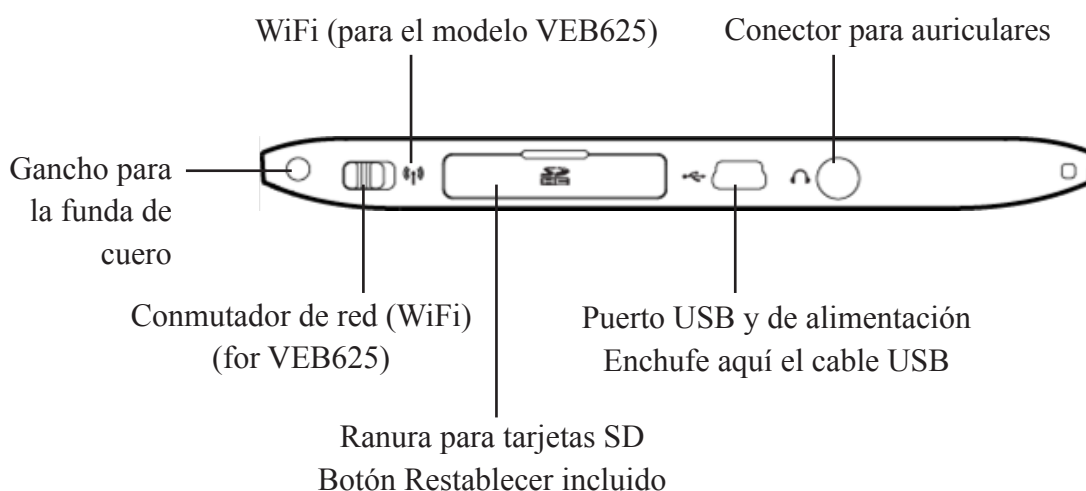 WiFi (para el modelo VEB625)
Conector para auriculares
Gancho para
la funda de
cuero
Conmutador de red (WiFi)
(for VEB625)
Puerto USB y de alimentación
Enchufe aquí el cable USB
Ranura para tarjetas SD
Botón Restablecer incluido